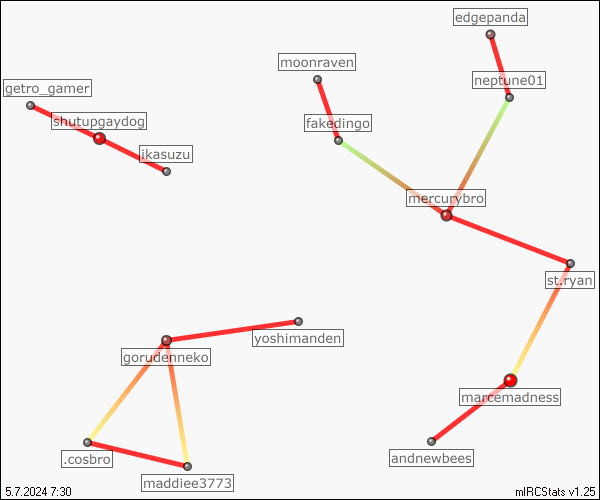 edgepanda
moonraven
neptune01
getro_gamer
shutupgaydog
fakedingo
ikasuzu
mercurybro
st.ryan
yoshimanden
gorudenneko
marcemadness
.cosbro
andnewbees
maddiee3773
5.7.2024 7:30
mIRCStats v1.25